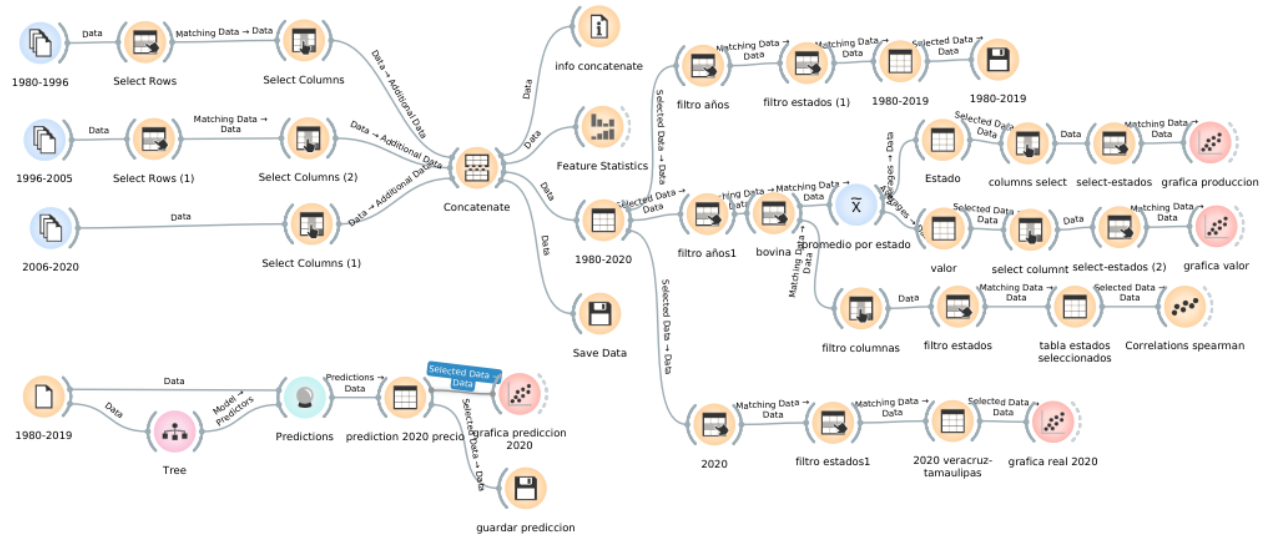 Data
Matching Data → Data
1980-1996
Select Rows
Select Columns
Data → Additional Data
Data
Matching Data →
Data
1996-2005
Select Rows (1)
Select Columns (2)
Data → Additional Data
Data
2006-2020
Select Columns (1)
Data → Additional Data
Concatenate
Data
info concatenate
Data
Feature Statistics
Data
1980-2020
Data
Save Data
Selected Data → Data
filtro años
Matching Data →
Data
filtro estados (1)
Matching Data →
Data
1980-2019
Selected Data →
Data
1980-2019
Selected Data →
Data
filtro años1
Matching Data →
Data
bovina
Matching Data →
Data
promedio por estado
Averages → Data
Estado
Selected Data →
Data
columns select
Data
select-estados
Matching Data →
Data
grafica produccion
Averages → Data
valor
Selected Data →
Data
select columnt
Data
select-estados (2)
Matching Data →
Data
grafica valor
Matching Data →
Data
filtro columnas
Data
filtro estados
Matching Data →
Data
tabla estados
seleccionados
Selected Data →
Data
Correlations spearman
Selected Data → Data
2020
Matching Data →
Data
filtro estados1
Matching Data →
Data
2020 veracruz-
tamaulipas
Selected Data →
Data
grafica real 2020
1980-2019
Data
Data
Tree
Model →
Predictors
Predictions
Predictions →
Data
prediction 2020 precio
Selected Data →
Data
grafica prediccion
2020
Selected Data → Data
guardar prediccion